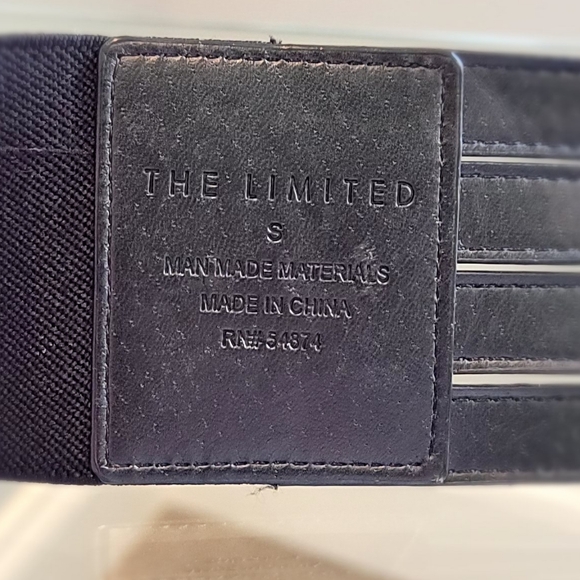 THE LIMITED
S
MAN MADE MATERIALS
MADE IN CHINA
RN# 54874